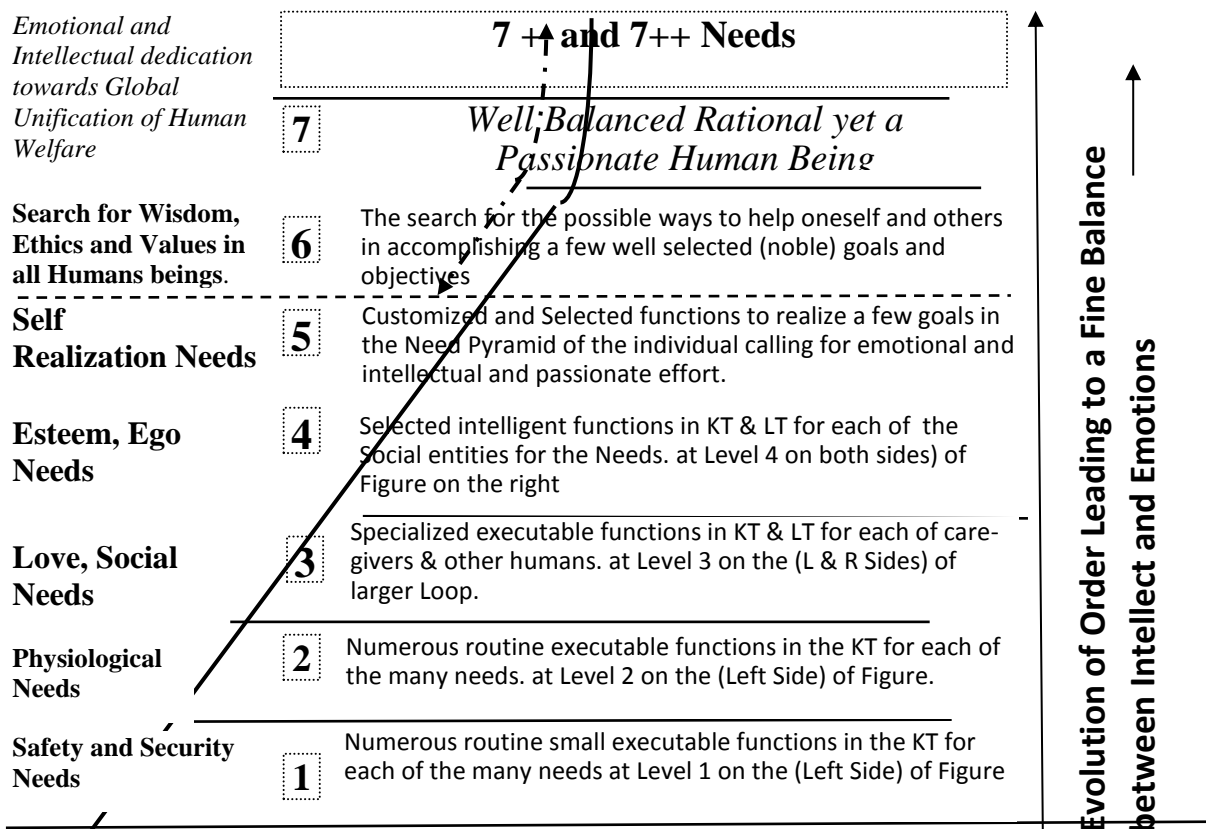 Emotional and
Intellectual dedication
towards Global
Unification of Human
Welfare
7 + and 7++ Needs
7
Well Balanced Rational yet a
Passionate Human Being
Search for Wisdom,
Ethics and Values in
all Humans beings.
6
The search for the possible ways to help oneself and others
in accomplishing a few well selected (noble) goals and
objectives
Self
Realization Needs
5
Customized and Selected functions to realize a few goals in
the Need Pyramid of the individual calling for emotional and
intellectual and passionate effort.
Esteem, Ego
Needs
4
Selected intelligent functions in KT & LT for each of the
Social entities for the Needs. at Level 4 on both sides) of
Figure on the right
Love, Social
Needs
3
Specialized executable functions in KT & LT for each of care-
givers & other humans. at Level 3 on the (L & R Sides) of
larger Loop.
Physiological
Needs
2
Numerous routine executable functions in the KT for each of
the many needs. at Level 2 on the (Left Side) of Figure.
Safety and Security
Needs
1
Numerous routine small executable functions in the KT for
each of the many needs at Level 1 on the (Left Side) of Figure
Evolution of Order Leading to a Fine Balance
between Intellect and Emotions